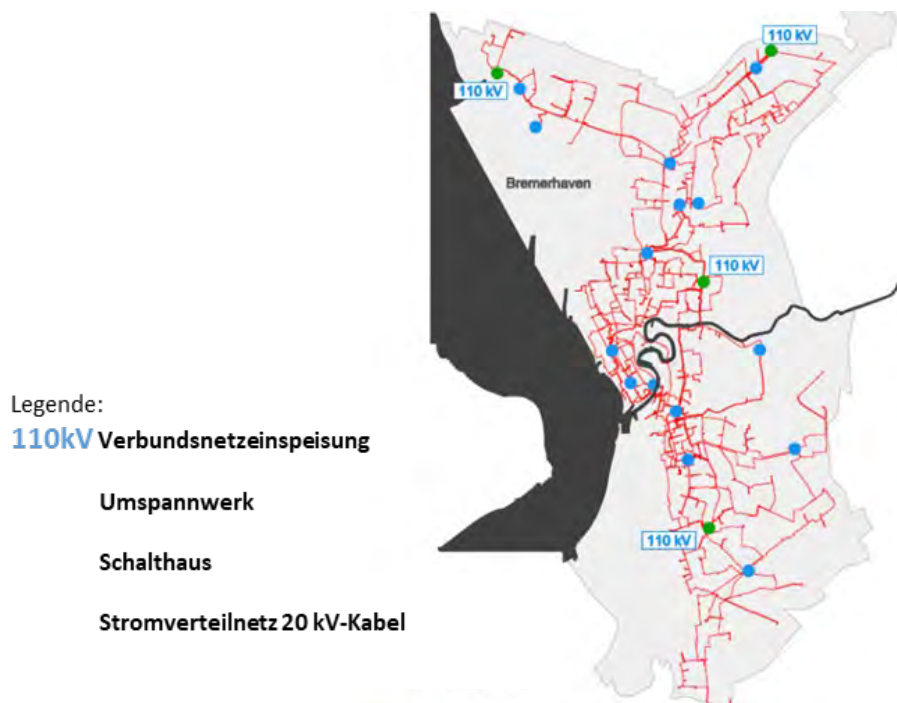 110 kV
110 kV
Bremerhaven
110 kV
Legende:
110kV Verbundsnetzeinspeisung
Umspannwerk
110 kV
Schalthaus
Stromverteilnetz 20 kV-Kabel